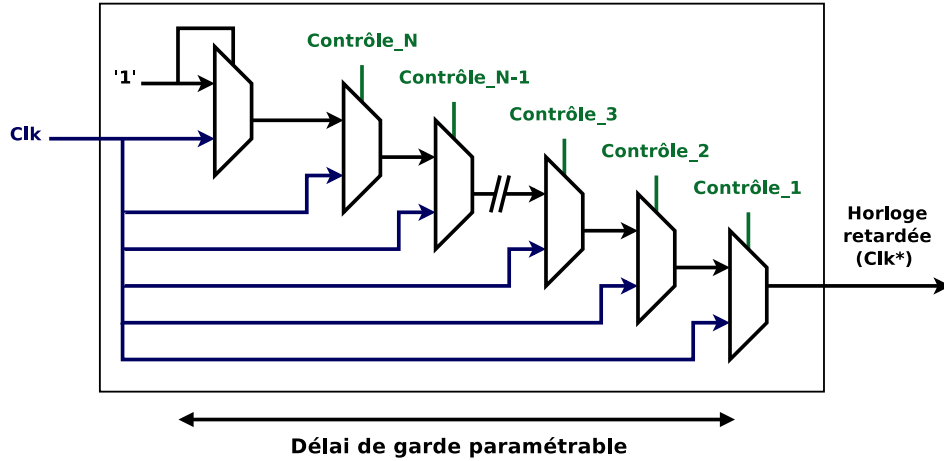 Contrôle_N
'1'
Contrôle_N-1
Clk
Contrôle_3
Contrôle_2
Contrôle_1
Horloge
retardée
(Clk*)
Délai de garde paramétrable